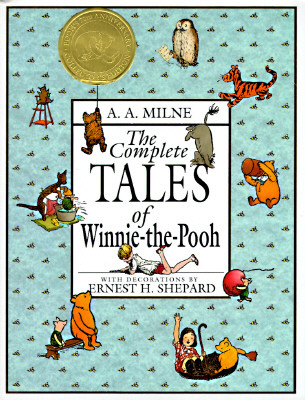 A. A. MILNE
The
Complete
TALES
of
Winnie-the-Pooh
WITH DECORATIONS BY
ERNEST H. SHEPARD